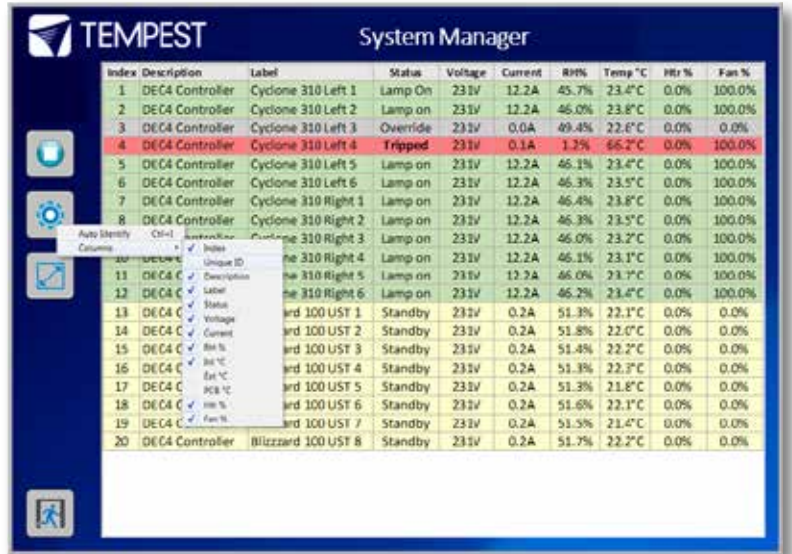 TEMPEST System Manager
Index Description Label Status Voltage Current RH% Temp °C Htr % Fan %
1 DEC4 Controller Cyclone 310 Left 1 Lamp On 231V 12.2A 45.7% 23.4°C 0.0% 100.0%
2 DEC4 Controller Cyclone 310 Left 2 Lamp on 231V 12.2A 46.0% 23.8°C 0.0% 100.0%
3 DEC4 Controller Cyclone 310 Left 3 Override 231V 0.0A 49.4% 22.6°C 0.0% 0.0%
4 DEC4 Controller Cyclone 310 Left 4 Tripped 231V 0.1A 1.2% 66.2°C 0.0% 100.0%
5 DEC4 Controller Cyclone 310 Left 5 Lamp on 231V 12.2A 46.1% 23.4°C 0.0% 100.0%
6 DEC4 Controller Cyclone 310 Left 6 Lamp on 231V 12.2A 46.3% 23.5°C 0.0% 100.0%
7 DEC4 Controller Cyclone 310 Right 1 Lamp on 231V 12.2A 46.4% 23.8°C 0.0% 100.0%
8 DEC4 Controller Cyclone 310 Right 2 Lamp on 231V 12.2A 46.3% 23.5°C 0.0% 100.0%
310 Right 3 Lamp on 231V 12.2A 46.0% 23.2°C 0.0% 100.0%
10 310 Right 4 Lamp on 231V 12.2A 46.1% 23.1°C 0.0% 100.0%
11 DEC4 C ne 310 Right 5 Lamp on 231V 12.2A 46.0% 23.7°C 0.0% 100.0%
12 DEC4 C ne 310 Right 6 Lamp on 231V 12.2A 46.2% 23.4°C 0.0% 100.0%
13 DEC4 C ard 100 UST 1 Standby 231V 0.2A 51.3% 22.1°C 0.0% 0.0%
14 DEC4 C ard 100 UST 2 Standby 231V 0.2A 51.8% 22.0°C 0.0% 0.0%
15 DEC4 C ard 100 UST 3 Standby 231V 0.2A 51.4% 22.2°C 0.0% 0.0%
16 DEC4 C ard 100 UST 4 Standby 231V 0.2A 51.3% 22.3°C 0.0% 0.0%
17 DEC4 C ard 100 UST 5 Standby 231V 0.2A 51.3% 21.8°C 0.0% 0.0%
18 DEC4 C ard 100 UST 6 Standby 231V 0.2A 51.6% 22.1°C 0.0% 0.0%
19 DEC4 C ard 100 UST 7 Standby 231V 0.2A 51.5% 21.4°C 0.0% 0.0%
20 DEC4 Controller Blizzzard 100 UST 8 Standby 231V 0.2A 51.7% 22.2°C 0.0% 0.0%
Auto Identify Ctrl+I
Columns
Index
Unique ID
Description
Label
Status
Voltage
Current
RH %
Int °C
Ext °C
PCB °C
Htr %
Fan %